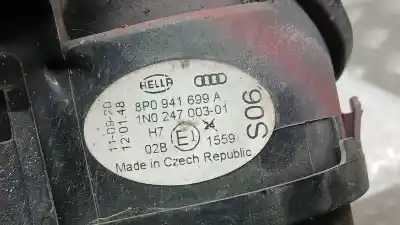 HELLA
8P0 941 699 A
1N0 247 003-01
H7
E1
02B
1559
Made in Czech Republic
11-09-20
12 01:48
S06